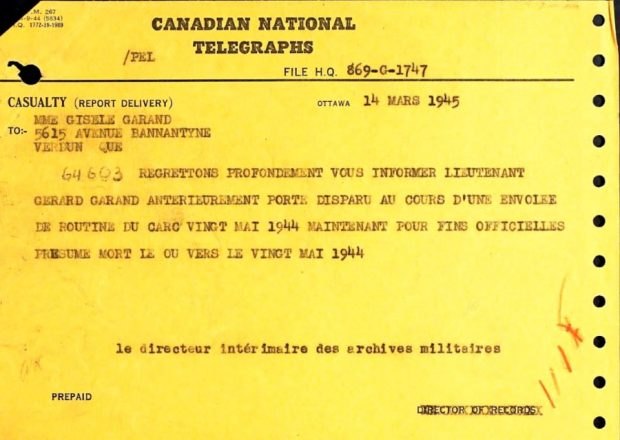 .M. 267
-9-44 (5634)
.Q. 1772-39-1989
CANADIAN NATIONAL
TELEGRAPHS
/PEL
FILE H.Q. 869-G-1747
CASUALTY (REPORT DELIVERY)
OTTAWA 14 MARS 1945
MME GISELE GARAND
TO:- 5615 AVENUE BANNANTYNE
VERDUN QUE
64603 REGRETTONS PROFONDEMENT VOUS INFORMER LIEUTENANT
GERARD GARAND ANTERIEUREMENT PORTE DISPARU AU COURS D'UNE ENVOLEE
DE ROUTINE DU CARC VINGT MAI 1944 MAINTENANT POUR FINS OFFICIELLES
PRESUME MORT LE OU VERS LE VINGT MAI 1944
le directeur intérimaire des archives militaires
PREPAID
DIRECTOR OF RECORDS